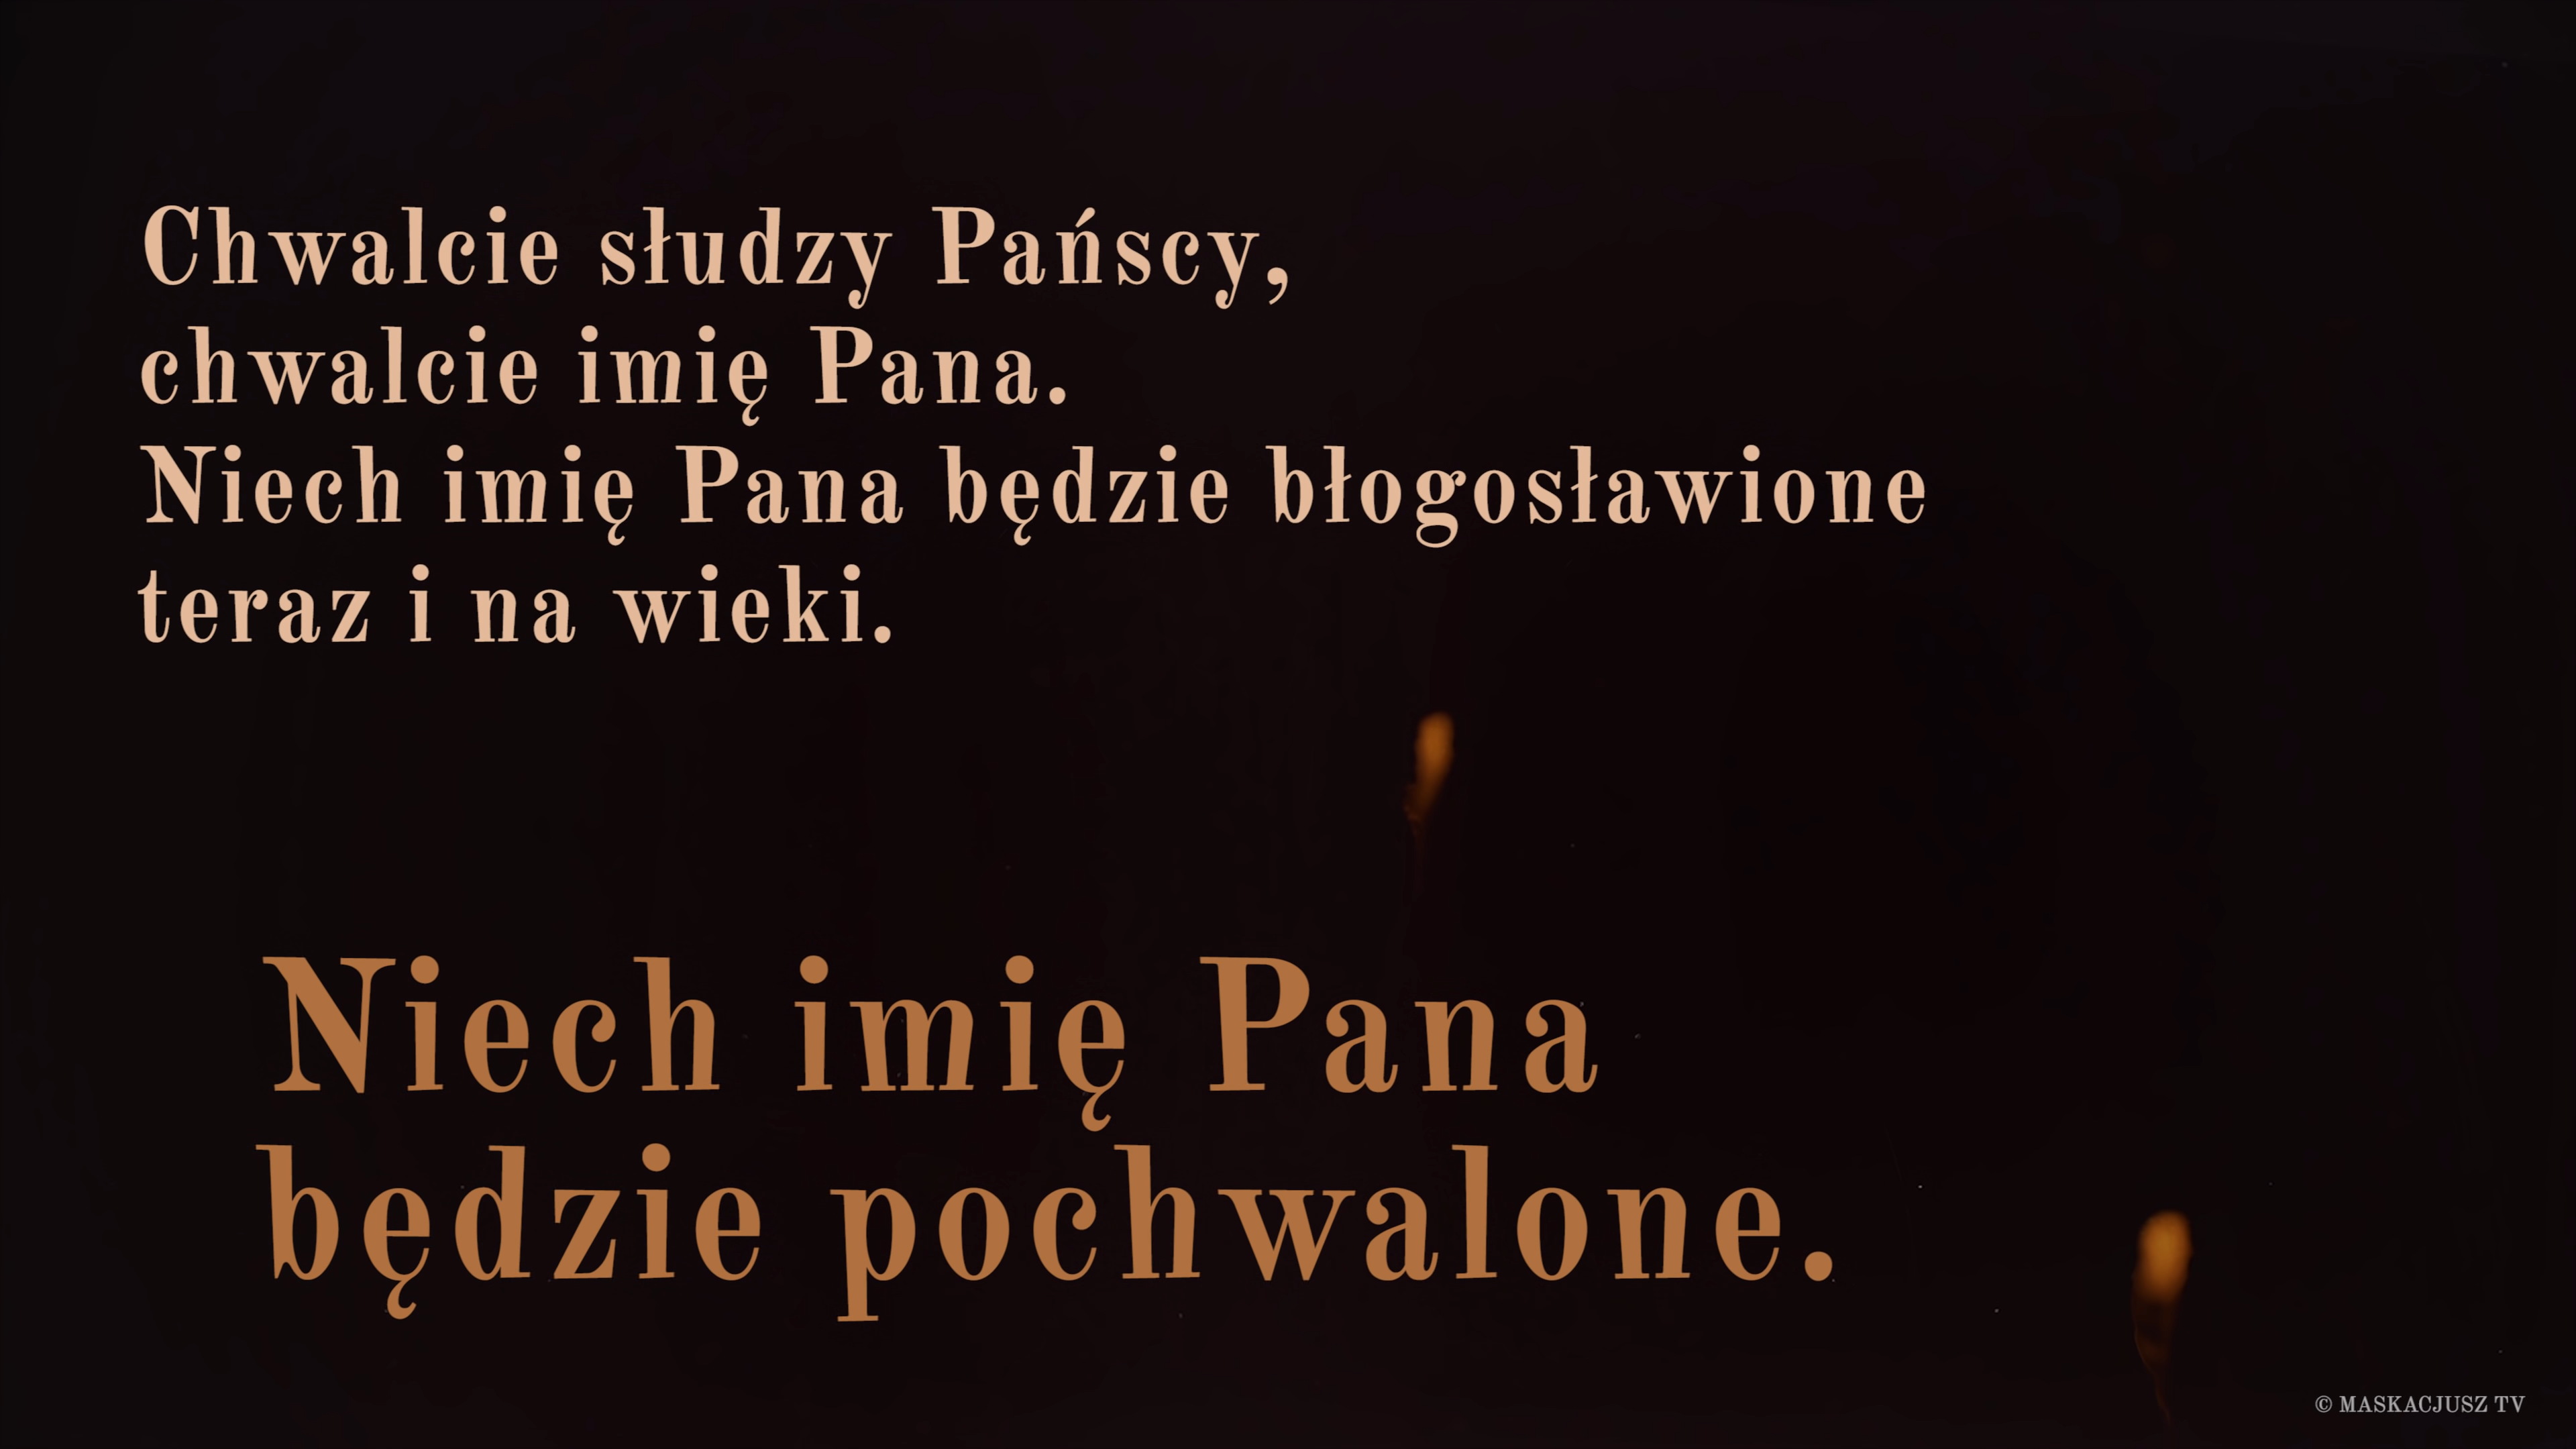 Chwalcie słudzy Pańscy,
chwalcie imię Pana.
Niech imię Pana będzie błogosławione
teraz i na wieki.
Niech imię Pana
będzie pochwalone.
© MASKACJUSZ TV